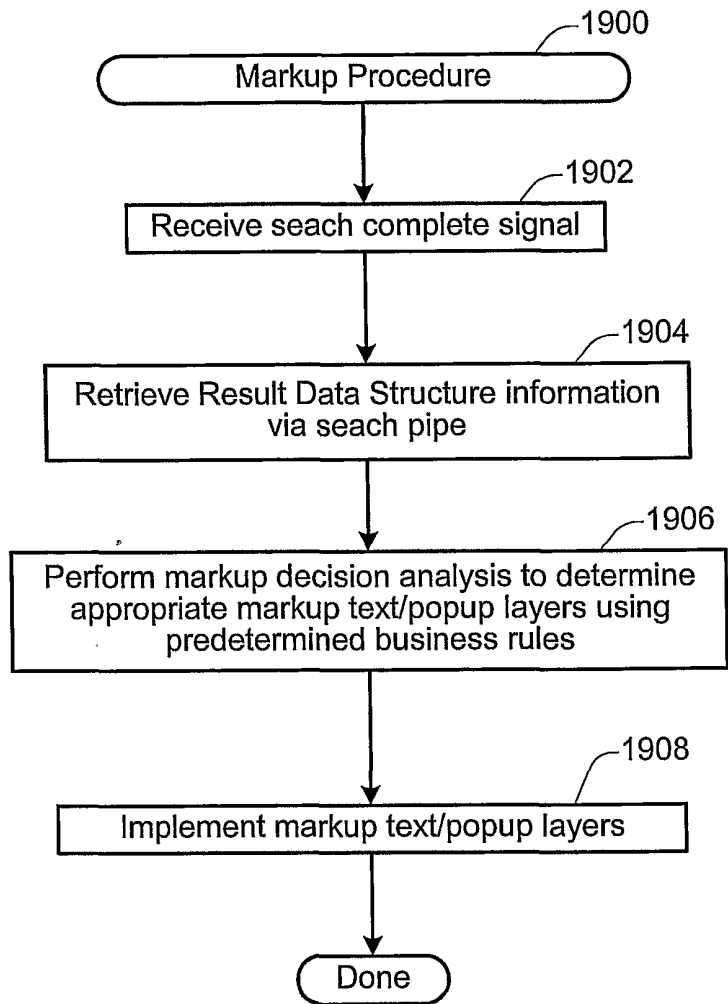 1900
Markup Procedure
1902
Receive seach complete signal
1904
Retrieve Result Data Structure information
via seach pipe
1906
Perform markup decision analysis to determine
appropriate markup text/popup layers using
predetermined business rules
1908
Implement markup text/popup layers
Done